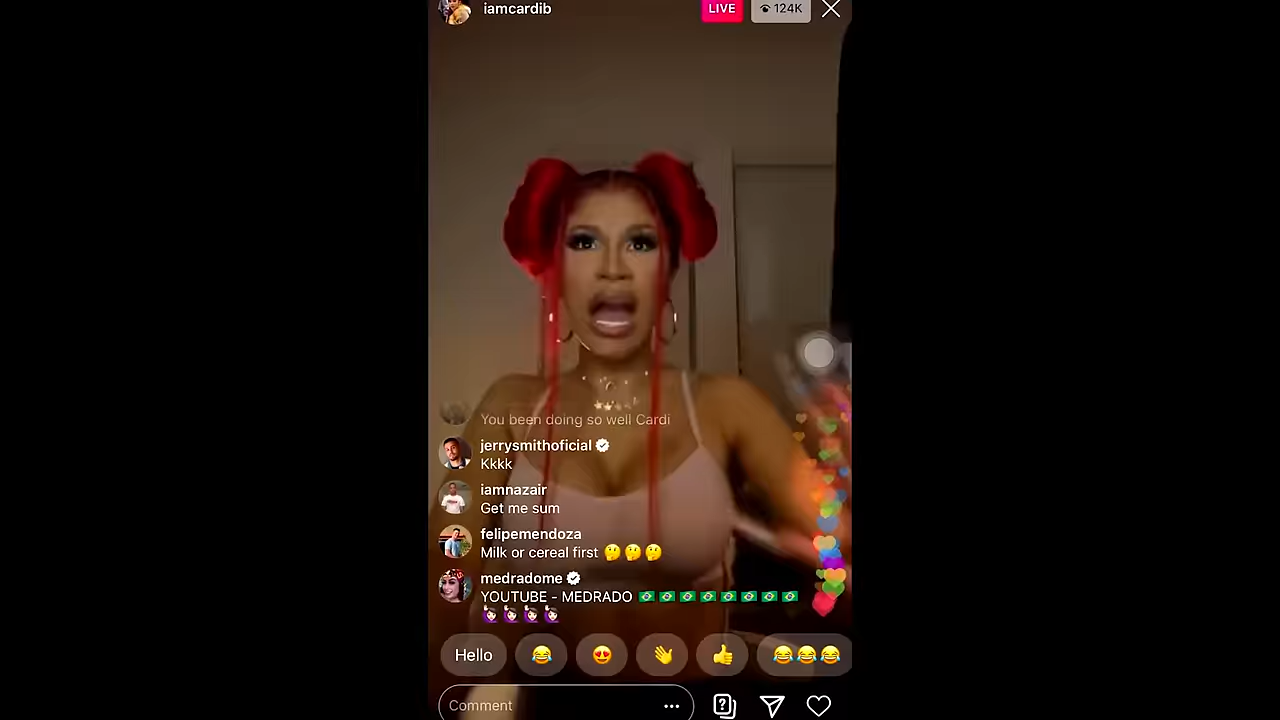 iamcardib
LIVE
124K
You been doing so well Cardi
jerrysmithoficial
Kkkk
iamnazair
Get me sum
felipemendoza
Milk or cereal first 🤔🤔🤔
medradome
YOUTUBE - MEDRADO 🇧🇷🇧🇷🇧🇷🇧🇷🇧🇷🇧🇷🇧🇷🇧🇷
🙋🏻‍♀️🙋🏻‍♀️🙋🏻‍♀️🙋🏻‍♀️
Hello 😂 😍 👋 👍 😂😂😂
Comment